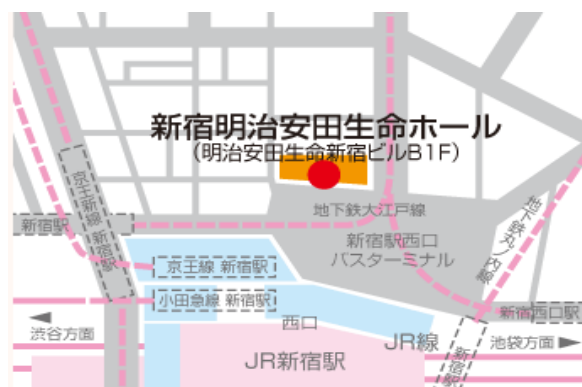 新宿明治安田生命ホール
（明治安田生命新宿ビルB1F）
京王新線 新宿駅
新宿駅
地下鉄大江戸線
地下鉄丸ノ内線
新宿駅西口
バスターミナル
京王線 新宿駅
小田急線 新宿駅
新宿西口駅
渋谷方面
西口
JR線
池袋方面
JR新宿駅
新宿駅